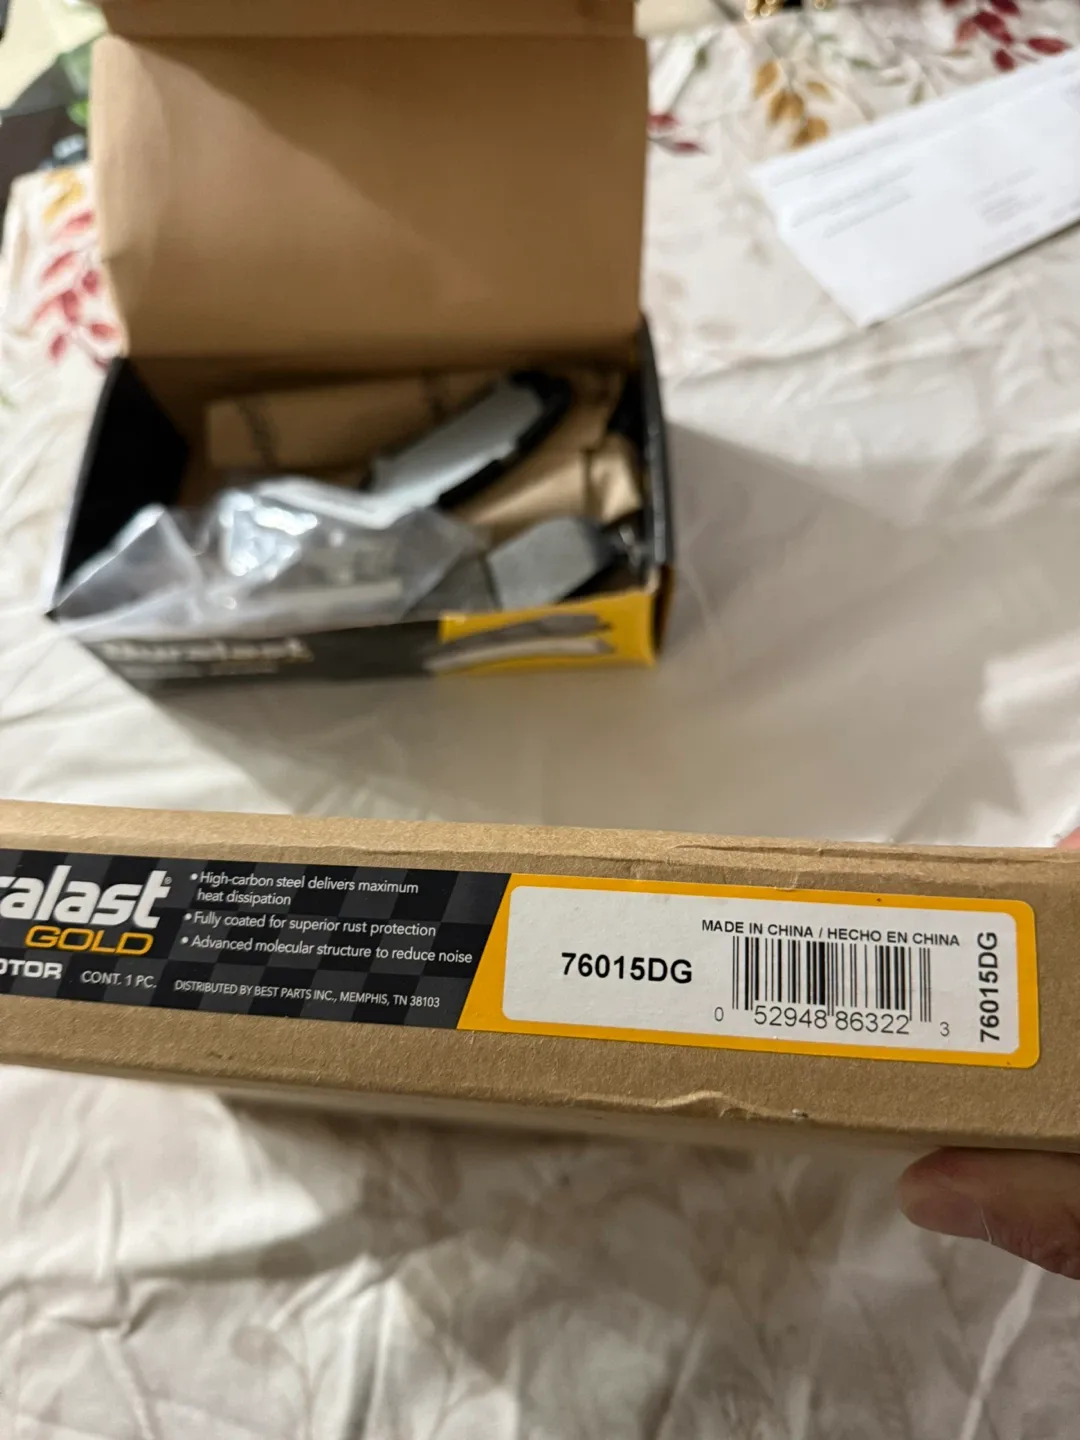 Duralast
alast®
GOLD
OTOR
CONT. 1 PC.
• High-carbon steel delivers maximum
heat dissipation
• Fully coated for superior rust protection
• Advanced molecular structure to reduce noise
DISTRIBUTED BY BEST PARTS INC., MEMPHIS, TN 38103
76015DG
MADE IN CHINA / HECHO EN CHINA
0 52948 86322 3
76015DG